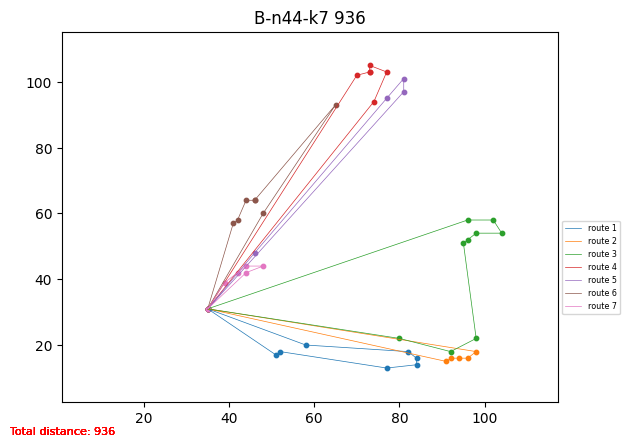 B-n44-k7 936
100
80
60
40
20
20
40
60
80
100
route 1
route 2
route 3
route 4
route 5
route 6
route 7
Total distance: 936